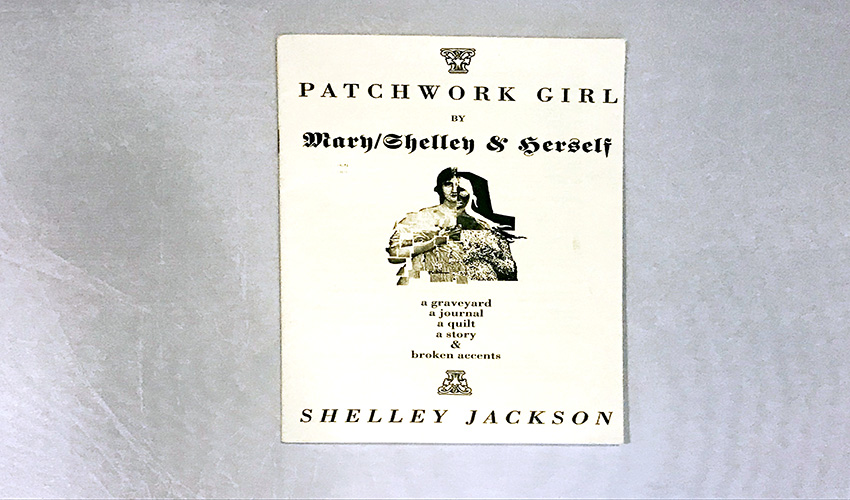 PATCHWORK GIRL
BY
Mary/Shelley & Herself
a graveyard
a journal
a quilt
a story
&
broken accents
SHELLEY JACKSON